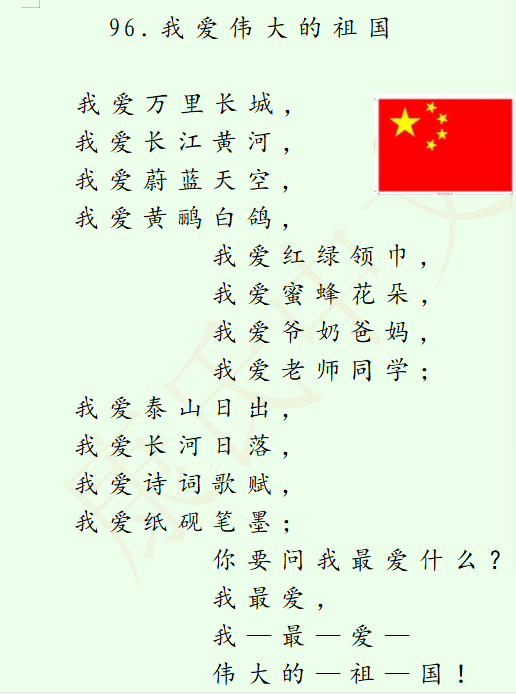 96.我爱伟大的祖国
我爱万里长城，
我爱长江黄河，
我爱蔚蓝天空，
我爱黄鹂白鸽，
我爱红绿领巾，
我爱蜜蜂花朵，
我爱爷奶爸妈，
我爱老师同学；
我爱泰山日出，
我爱长河日落，
我爱诗词歌赋，
我爱纸砚笔墨；
你要问我最爱什么？
我最爱，
我—最—爱—
伟大的—祖—国！